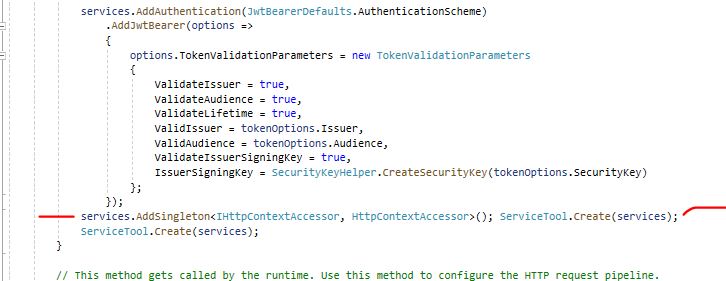 services.AddAuthentication(JwtBearerDefaults.AuthenticationScheme)
.AddJwtBearer(options =>
{
options.TokenValidationParameters = new TokenValidationParameters
{
ValidateIssuer = true,
ValidateAudience = true,
ValidateLifetime = true,
ValidIssuer = tokenOptions.Issuer,
ValidAudience = tokenOptions.Audience,
ValidateIssuerSigningKey = true,
IssuerSigningKey = SecurityKeyHelper.CreateSecurityKey(tokenOptions.SecurityKey)
};
});
services.AddSingleton<IHttpContextAccessor, HttpContextAccessor>(); ServiceTool.Create(services);
ServiceTool.Create(services);
}
// This method gets called by the runtime. Use this method to configure the HTTP request pipeline.